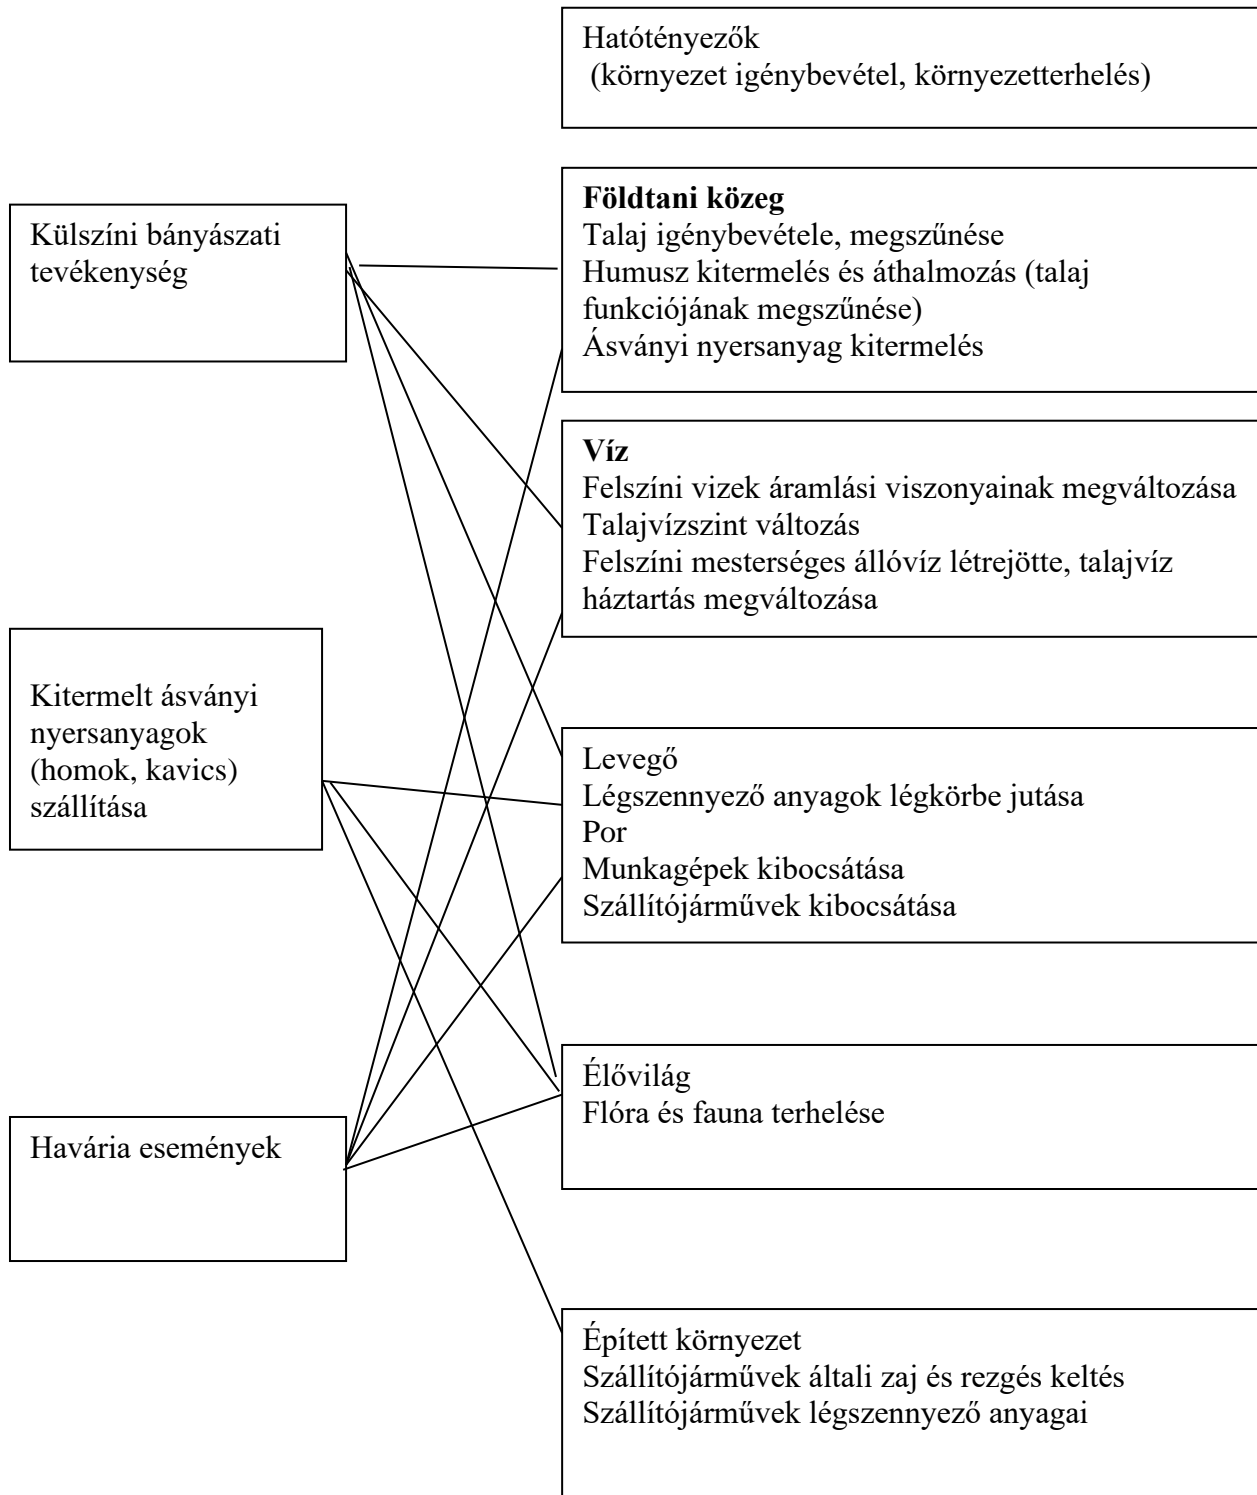 Hatótényezők
(környezet igénybevétel, környezetterhelés)
Külszíni bányászati
tevékenység
Földtani közeg
Talaj igénybevétele, megszűnése
Humusz kitermelés és áthalmozás (talaj
funkciójának megszűnése)
Ásványi nyersanyag kitermelés
Víz
Felszíni vizek áramlási viszonyainak megváltozása
Talajvízszint változás
Felszíni mesterséges állóvíz létrejötte, talajvíz
háztartás megváltozása
Kitermelt ásványi
nyersanyagok
(homok, kavics)
szállítása
Levegő
Légszennyező anyagok légkörbe jutása
Por
Munkagépek kibocsátása
Szállítójárművek kibocsátása
Havária események
Élővilág
Flóra és fauna terhelése
Épített környezet
Szállítójárművek általi zaj és rezgés keltés
Szállítójárművek légszennyező anyagai